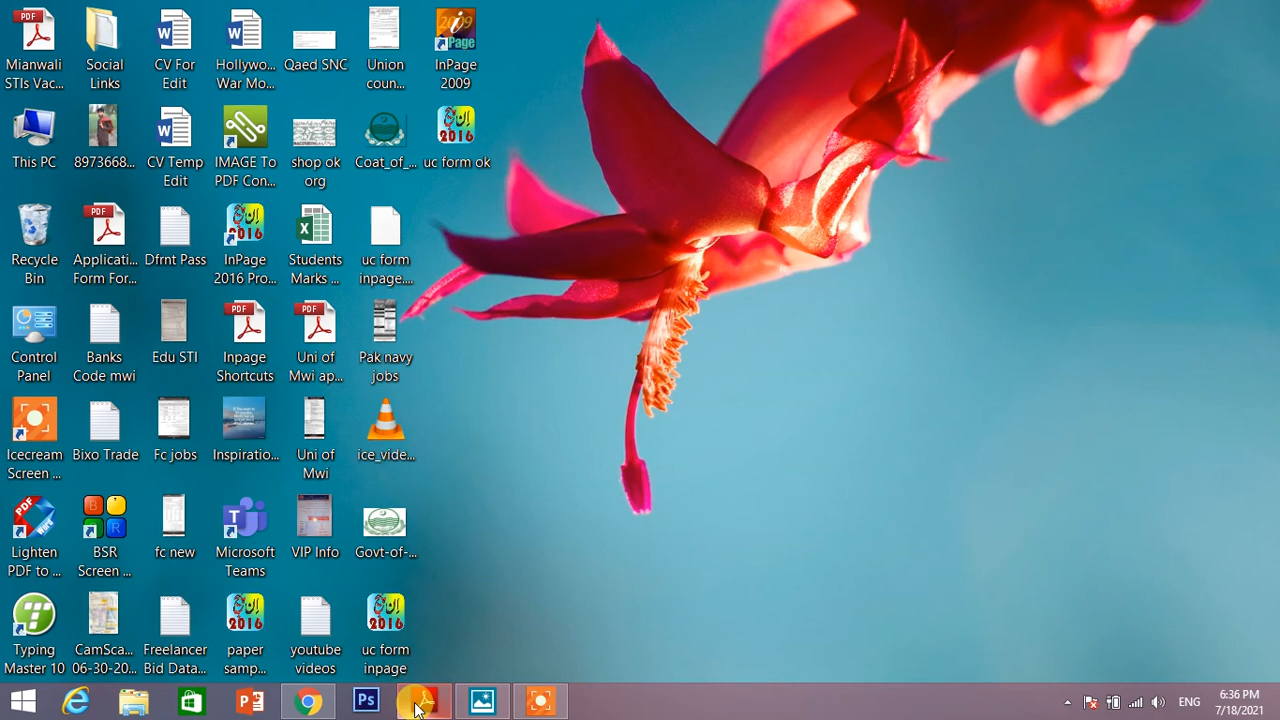 Mianwali
STIs Vac...
Social
Links
CV For
Edit
Hollywo...
War Mo...
Qaed SNC
Union
coun...
InPage
2009
This PC
8973668...
CV Temp
Edit
IMAGE To
PDF Con...
shop ok
org
Coat_of_...
uc form ok
Recycle
Bin
Applicati...
Form For...
Dfrnt Pass
InPage
2016 Pro...
Students
Marks ...
uc form
inpage....
Control
Panel
Banks
Code mwi
Edu STI
Inpage
Shortcuts
Uni of
Mwi ap...
Pak navy
jobs
Icecream
Screen ...
Bixo Trade
Fc jobs
Inspiratio...
Uni of
Mwi
ice_vide...
Lighten
PDF to ...
BSR
Screen ...
fc new
Microsoft
Teams
VIP Info
Govt-of-...
Typing
Master 10
CamSca...
06-30-20...
Freelancer
Bid Data...
paper
samp...
youtube
videos
uc form
inpage
ENG
6:36 PM
7/18/2021